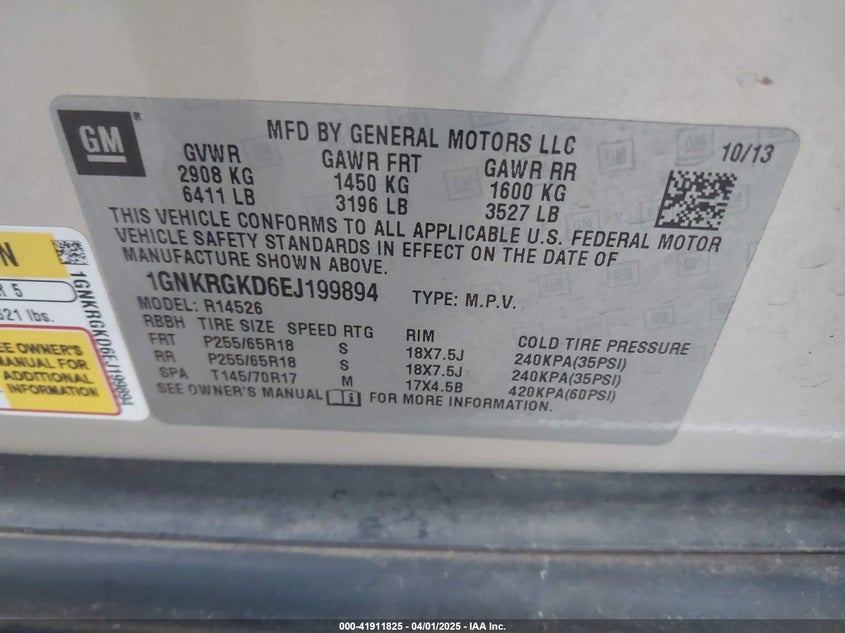 GM
®
MFD BY GENERAL MOTORS LLC
10/13
GVWR GAWR FRT GAWR RR
2908 KG 1450 KG 1600 KG
6411 LB 3196 LB 3527 LB
THIS VEHICLE CONFORMS TO ALL APPLICABLE U.S. FEDERAL MOTOR
VEHICLE SAFETY STANDARDS IN EFFECT ON THE DATE OF
MANUFACTURE SHOWN ABOVE.
1GNKRGKD6EJ199894 TYPE: M.P.V.
MODEL: R14526
RBBH TIRE SIZE SPEED RTG RIM COLD TIRE PRESSURE
FRT P255/65R18 S 18X7.5J 240KPA(35PSI)
RR P255/65R18 S 18X7.5J 240KPA(35PSI)
SPA T145/70R17 M 17X4.5B 420KPA(60PSI)
SEE OWNER'S MANUAL FOR MORE INFORMATION.
N
R 5
521 lbs.
SEE OWNER'S
MANUAL FOR
ADDITIONAL
INFORMATION
1GNKRGKD6EJ199894
000-41911825 - 04/01/2025 - IAA Inc.